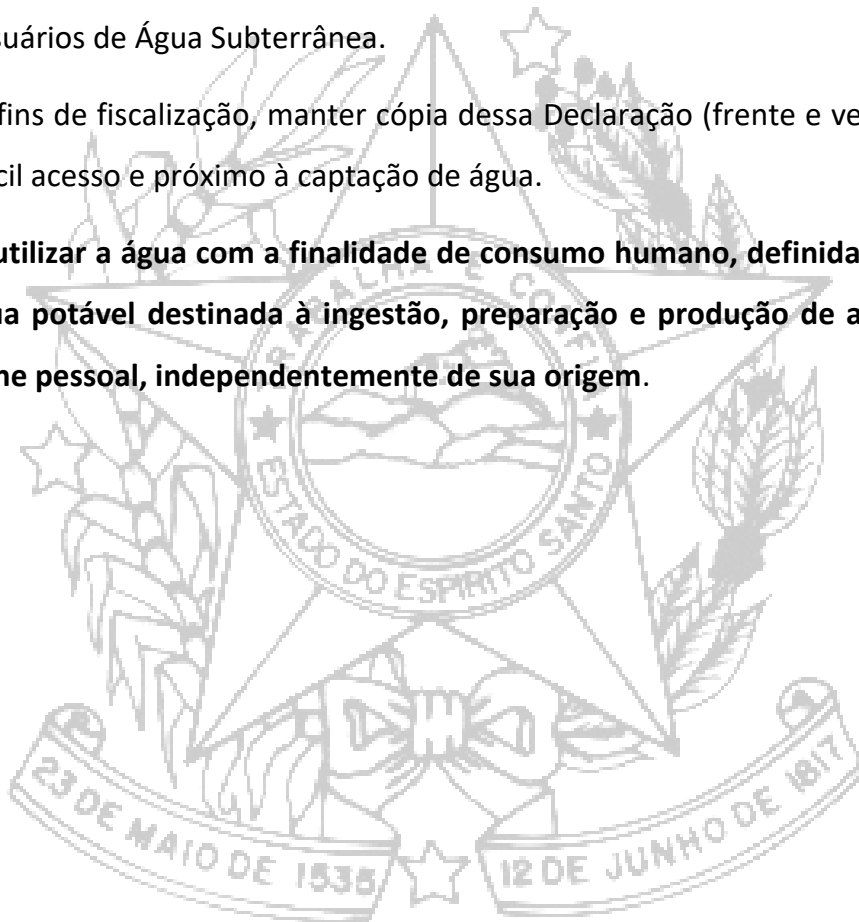 suários de Água Subterrânea.
fins de fiscalização, manter cópia dessa Declaração (frente e ve
cil acesso e próximo à captação de água.
utilizar a água com a finalidade de consumo humano, definida
a potável destinada à ingestão, preparação e produção de a
ne pessoal, independentemente de sua origem.
TRABALHA E CONFIA
ESTADO DO ESPIRITO SANTO
23 DE MAIO DE 1535
12 DE JUNHO DE 1817